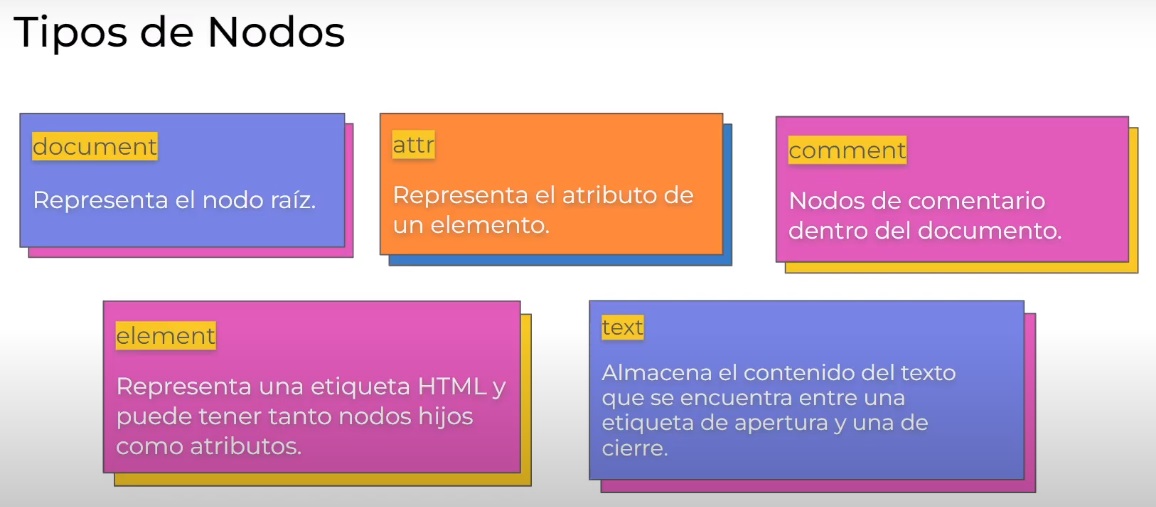 Tipos de Nodos
document
Representa el nodo raíz.
attr
Representa el atributo de
un elemento.
comment
Nodos de comentario
dentro del documento.
element
Representa una etiqueta HTML y
puede tener tanto nodos hijos
como atributos.
text
Almacena el contenido del texto
que se encuentra entre una
etiqueta de apertura y una de
cierre.